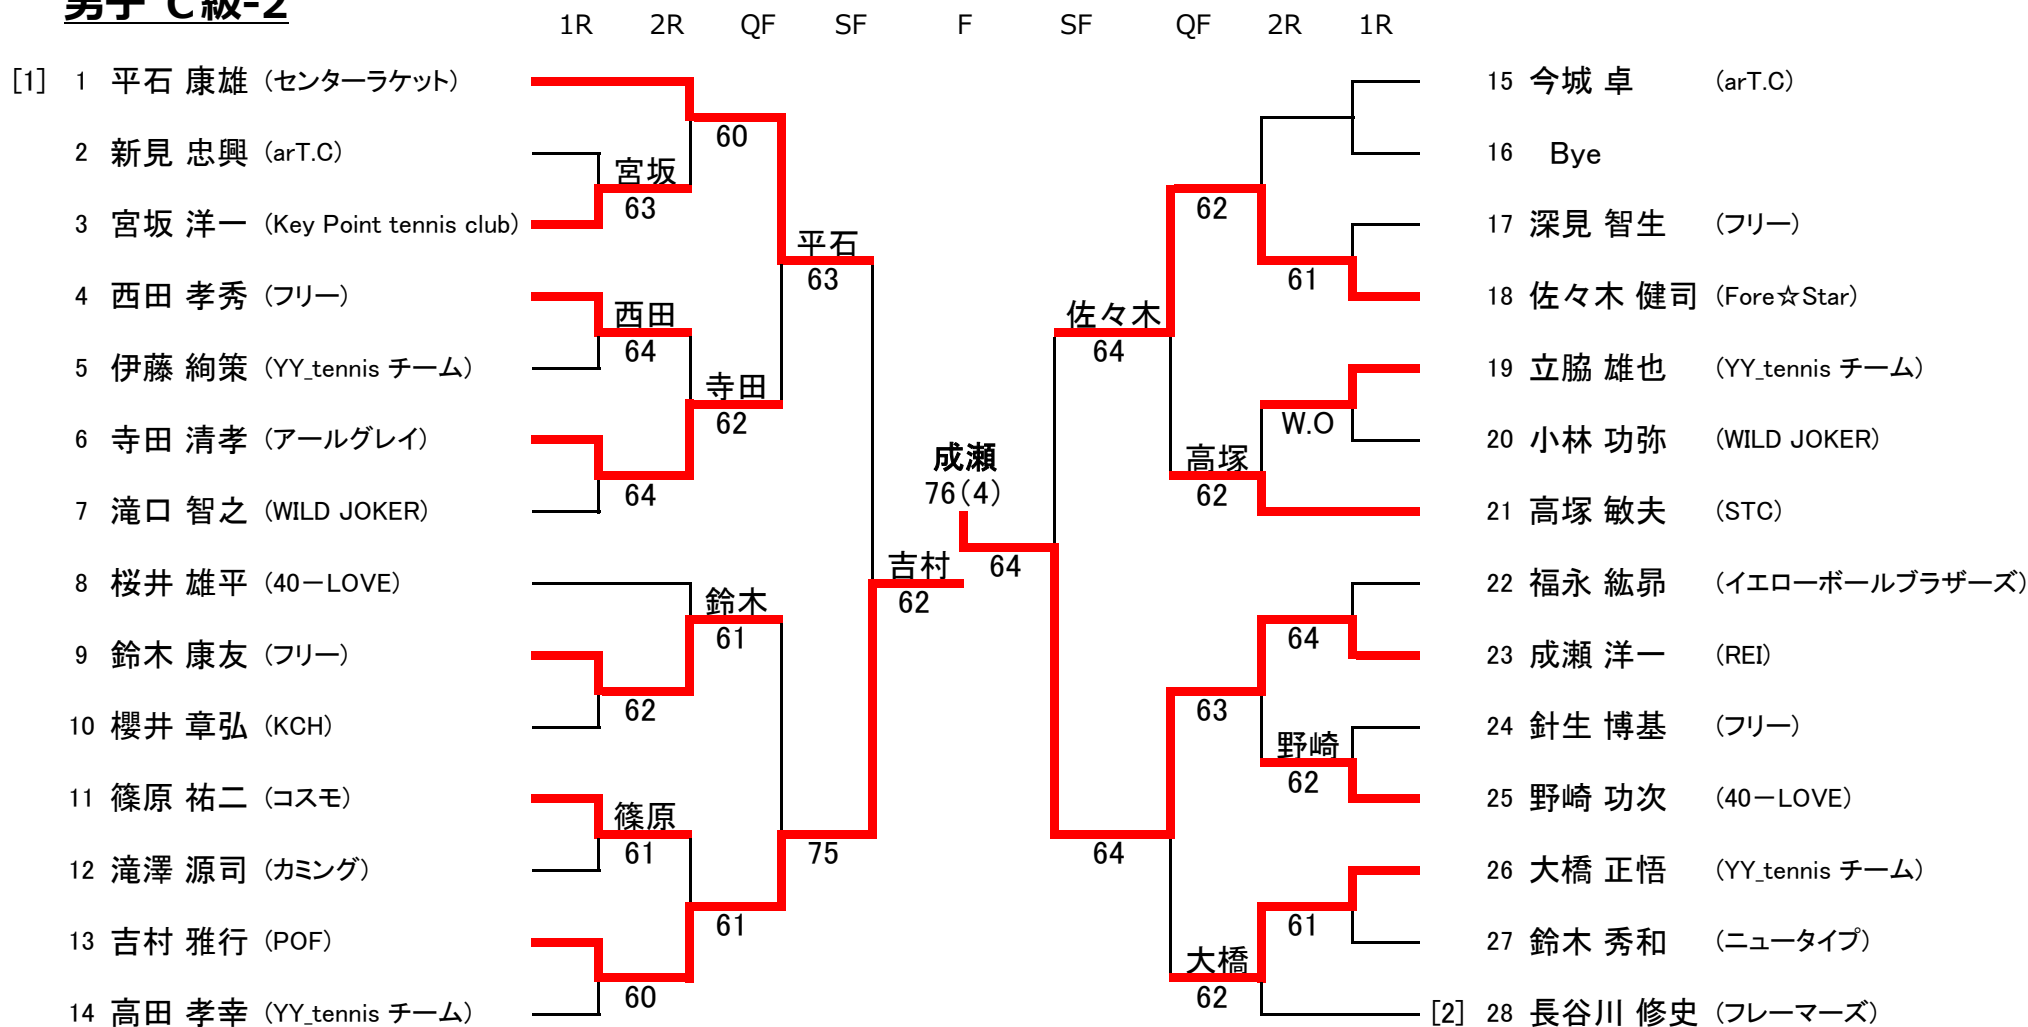 男子 C級-2
1R 2R QF SF F SF QF 2R 1R
[1] 1 平石 康雄 (センターラケット)
15 今城 卓 (arT.C)
60
2 新見 忠興 (arT.C)
16 Bye
宮坂
63
62
3 宮坂 洋一 (Key Point tennis club)
17 深見 智生 (フリー)
平石
63
61
4 西田 孝秀 (フリー)
18 佐々木 健司 (Fore☆Star)
西田
佐々木
64
64
5 伊藤 絢策 (YY_tennis チーム)
19 立脇 雄也 (YY_tennis チーム)
寺田
62
W.O
6 寺田 清孝 (アールグレイ)
20 小林 功弥 (WILD JOKER)
成瀬
高塚
76(4)
64
62
7 滝口 智之 (WILD JOKER)
21 高塚 敏夫 (STC)
吉村
64
8 桜井 雄平 (40-LOVE)
22 福永 紘昴 (イエローボールブラザーズ)
鈴木
62
61
64
9 鈴木 康友 (フリー)
23 成瀬 洋一 (REI)
62
63
10 櫻井 章弘 (KCH)
24 針生 博基 (フリー)
野崎
62
11 篠原 祐二 (コスモ)
25 野崎 功次 (40-LOVE)
篠原
61
75
64
12 滝澤 源司 (カミング)
26 大橋 正悟 (YY_tennis チーム)
61
61
13 吉村 雅行 (POF)
27 鈴木 秀和 (ニュータイプ)
大橋
60
62
14 高田 孝幸 (YY_tennis チーム)
[2] 28 長谷川 修史 (フレーマーズ)